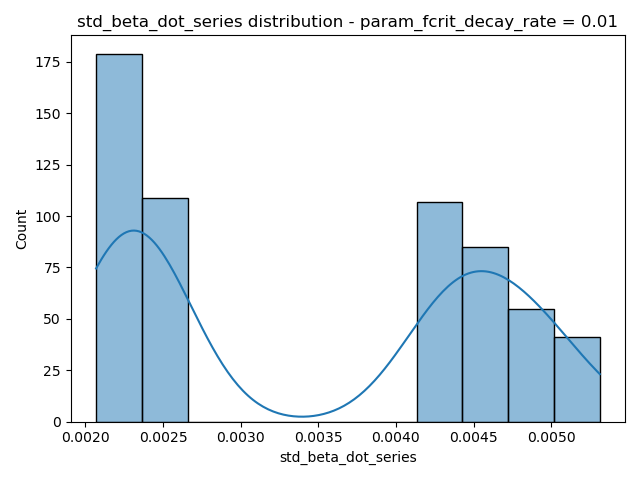 std_beta_dot_series distribution - param_fcrit_decay_rate = 0.01
175
150
125
100
75
50
25
0
Count
0.0020 0.0025 0.0030 0.0035 0.0040 0.0045 0.0050
std_beta_dot_series